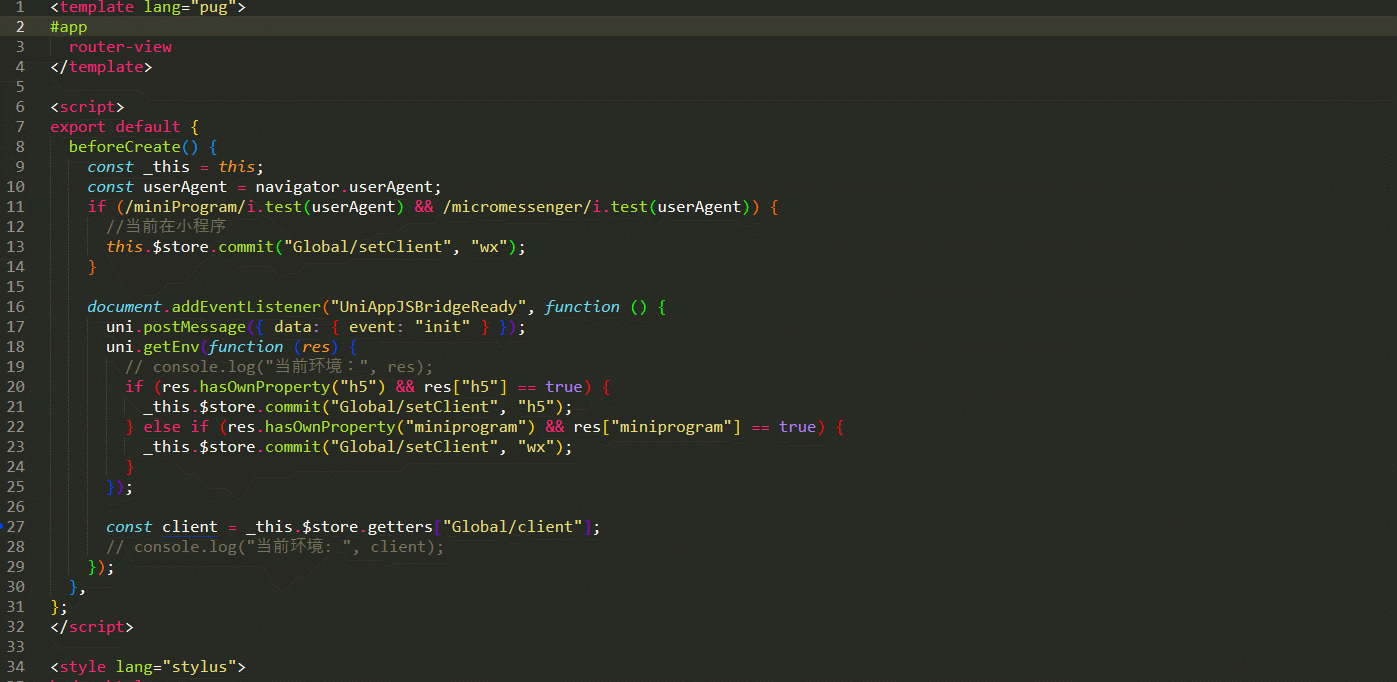 1 <template lang="pug">
2 #app
3 router-view
4 </template>
5
6 <script>
7 export default {
8 beforeCreate() {
9 const _this = this;
10 const userAgent = navigator.userAgent;
11 if (/miniProgram/i.test(userAgent) && /micromessenger/i.test(userAgent)) {
12 //当前在小程序
13 this.$store.commit("Global/setClient", "wx");
14 }
15
16 document.addEventListener("UniAppJSBridgeReady", function () {
17 uni.postMessage({ data: { event: "init" } });
18 uni.getEnv(function (res) {
19 // console.log("当前环境：", res);
20 if (res.hasOwnProperty("h5") && res["h5"] == true) {
21 _this.$store.commit("Global/setClient", "h5");
22 } else if (res.hasOwnProperty("miniprogram") && res["miniprogram"] == true) {
23 _this.$store.commit("Global/setClient", "wx");
24 }
25 });
26
27 const client = _this.$store.getters["Global/client"];
28 // console.log("当前环境: ", client);
29 });
30 },
31 };
32 </script>
33
34 <style lang="stylus">